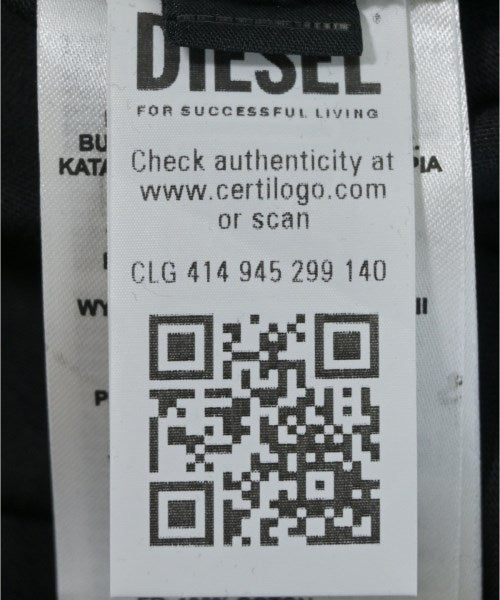 DIESEL
®
FOR SUCCESSFUL LIVING
Check authenticity at
www.certilogo.com
or scan
CLG 414 945 299 140